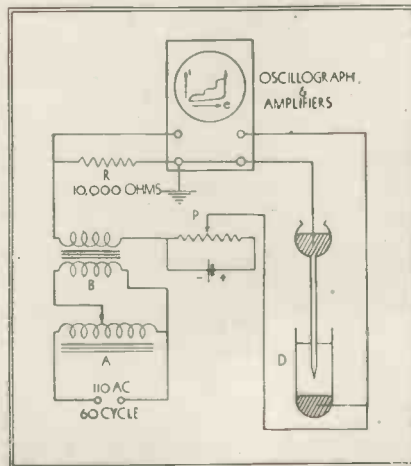 i
e
OSCILLOGRAPH
&
AMPLIFIERS
R
10,000 OHMS
P
B
- +
A
D
110 AC
60 CYCLE